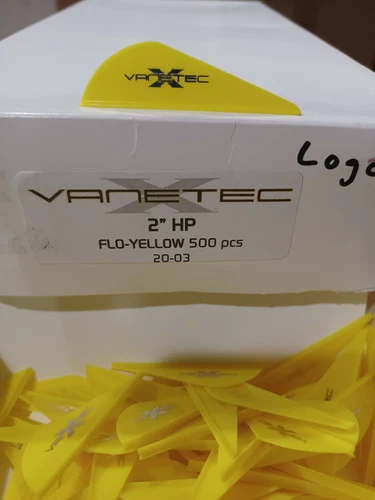 VANETEC
Logo
VANETEC
2" HP
FLO-YELLOW 500 pcs
20-03